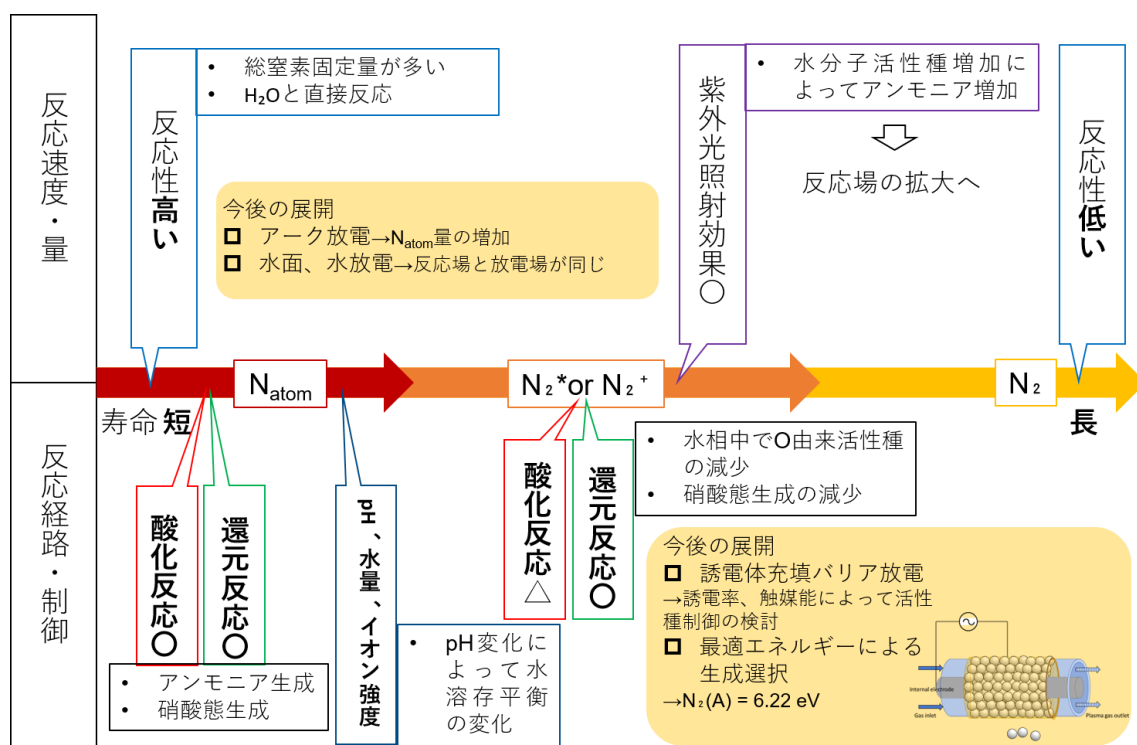 反応速度・量
反応性高い
• 総窒素固定量が多い
• H₂Oと直接反応
今後の展開
□ アーク放電→N_atom量の増加
□ 水面、水放電→反応場と放電場が同じ
紫外光照射効果〇
• 水分子活性種増加に
よってアンモニア増加
反応場の拡大へ
反応性低い
N_atom
N₂*or N₂⁺
N₂
寿命 短
長
反応経路・制御
酸化反応〇
還元反応〇
• アンモニア生成
• 硝酸態生成
pH、水量、イオン強度
• pH変化に
よって水
溶存平衡
の変化
酸化反応△
還元反応〇
• 水相中でO由来活性種
の減少
• 硝酸態生成の減少
今後の展開
□ 誘電体充填バリア放電
→誘電率、触媒能によって活性
種制御の検討
□ 最適エネルギーによる
生成選択
→N₂(A) = 6.22 eV
Internal electrode
Gas inlet
Plasma gas outlet